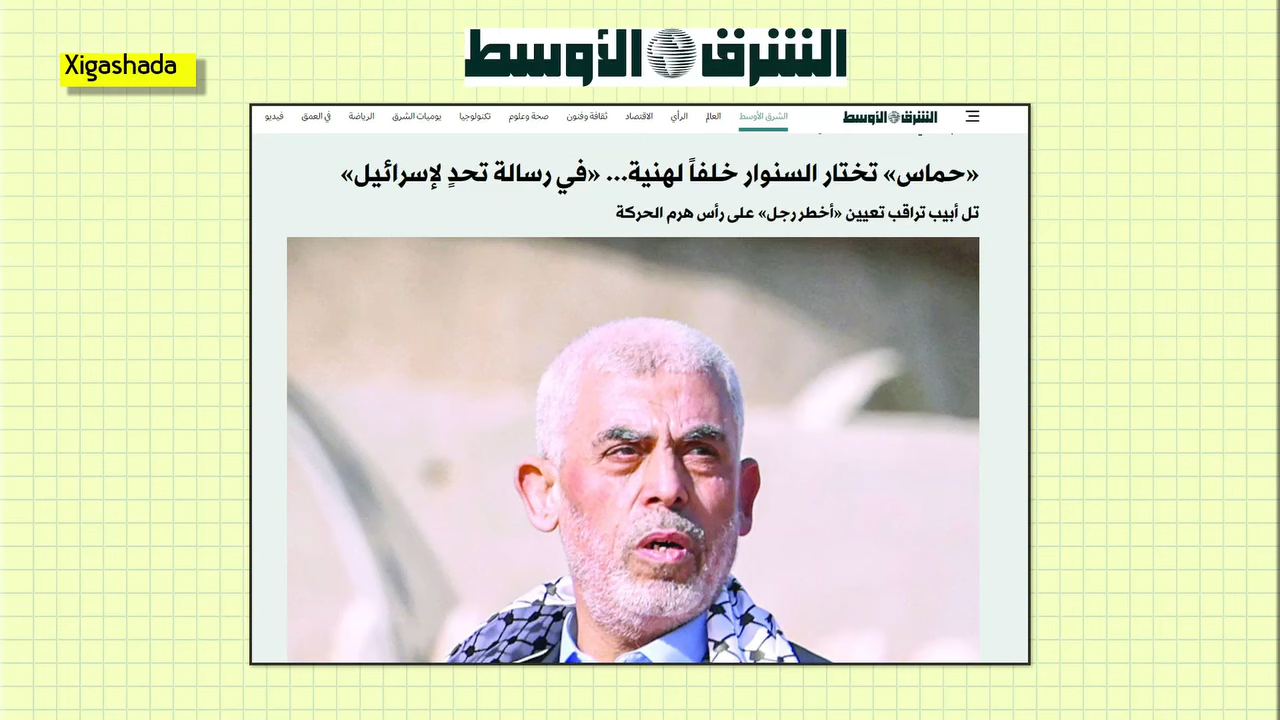 الشرق الأوسط
Xigashada
الشرق الأوسط
الشرق الأوسط العالم الرأي الاقتصاد ثقافة وفنون صحة وعلوم تكنولوجيا يوميات الشرق الرياضة في العمق فيديو
«حماس» تختار السنوار خلفاً لهنية... «في رسالة تحدٍ لإسرائيل»
تل أبيب تراقب تعيين «أخطر رجل» على رأس هرم الحركة